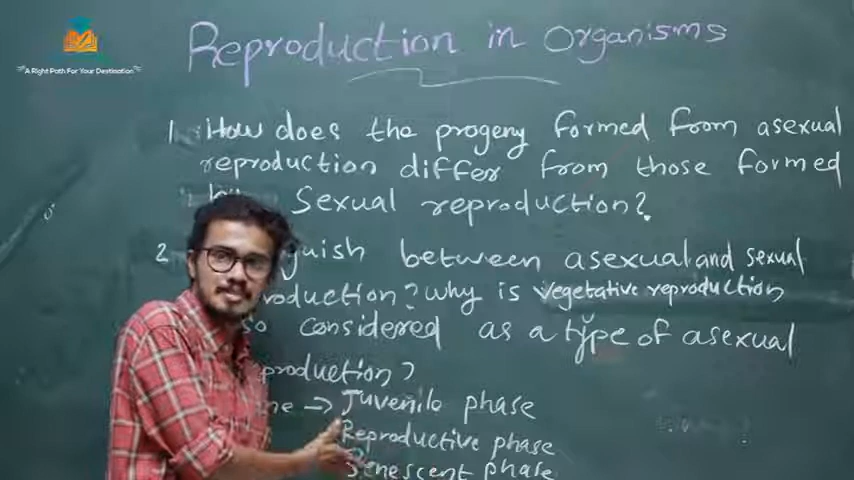 A Right Path For Your Destination
Reproduction in Organisms
1. How does the progeny formed from asexual
reproduction differ from those formed
Sexual reproduction?
2 guish between asexual and sexual
production? why is vegetative reproduction
so considered as a type of asexual
production?
ne → Juvenile phase
Reproductive phase
Senescent phase